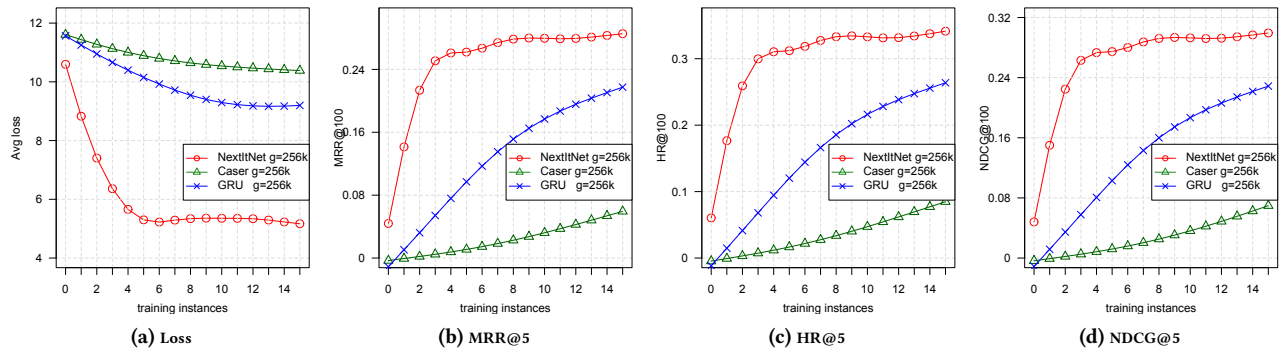 Avg loss
12
10
8
6
4
NextItNet g=256k
Caser g=256k
GRU g=256k
0 2 4 6 8 10 12 14
training instances
(a) Loss
MRR@100
0.24
0.16
0.08
0
NextItNet g=256k
Caser g=256k
GRU g=256k
0 2 4 6 8 10 12 14
training instances
(b) MRR@5
HR@100
0.3
0.2
0.1
0
NextItNet g=256k
Caser g=256k
GRU g=256k
0 2 4 6 8 10 12 14
training instances
(c) HR@5
NDCG@100
0.32
0.24
0.16
0.08
0
NextItNet g=256k
Caser g=256k
GRU g=256k
0 2 4 6 8 10 12 14
training instances
(d) NDCG@5